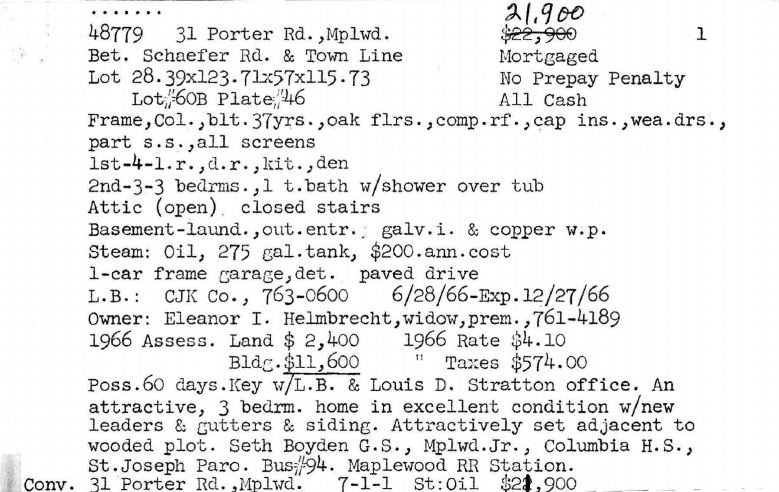 .......
21,900
48779 31 Porter Rd.,Mplwd. $22,900 1
Bet. Schaefer Rd. & Town Line Mortgaged
Lot 28.39x123.71x57x115.73 No Prepay Penalty
Lot#60B Plate#46 All Cash
Frame,Col.,blt.37yrs.,oak flrs.,comp.rf.,cap ins.,wea.drs.,
part s.s.,all screens
1st-4-l.r.,d.r.,kit.,den
2nd-3-3 bedrms.,1 t.bath w/shower over tub
Attic (open) closed stairs
Basement-laund.,out.entr.; galv.i. & copper w.p.
Steam: Oil, 275 gal.tank, $200.ann.cost
1-car frame garage,det. paved drive
L.B.: CJK Co., 763-0600 6/28/66-Exp.12/27/66
Owner: Eleanor I. Helmbrecht,widow,prem.,761-4189
1966 Assess. Land $ 2,400 1966 Rate $4.10
Bldg.$11,600 " Taxes $574.00
Poss.60 days.Key w/L.B. & Louis D. Stratton office. An
attractive, 3 bedrm. home in excellent condition w/new
leaders & gutters & siding. Attractively set adjacent to
wooded plot. Seth Boyden G.S., Mplwd.Jr., Columbia H.S.,
St.Joseph Paro. Bus#94. Maplewood RR Station.
Conv. 31 Porter Rd.,Mplwd. 7-1-1 St:Oil $21,900